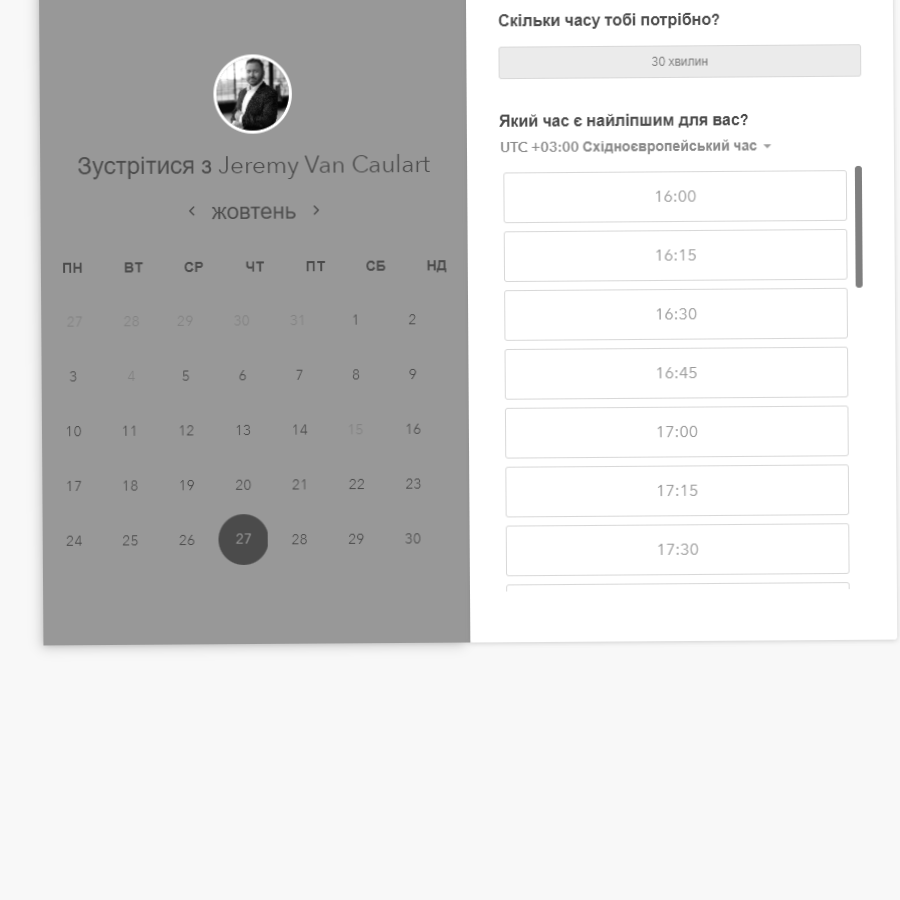 Зустрітися з Jeremy Van Caulart
жовтень
ПН ВТ СР ЧТ ПТ СБ НД
27 28 29 30 31 1 2
3 4 5 6 7 8 9
10 11 12 13 14 15 16
17 18 19 20 21 22 23
24 25 26 27 28 29 30
Скільки часу тобі потрібно?
30 хвилин
Який час є найліпшим для вас?
UTC +03:00 Східноєвропейський час
16:00
16:15
16:30
16:45
17:00
17:15
17:30